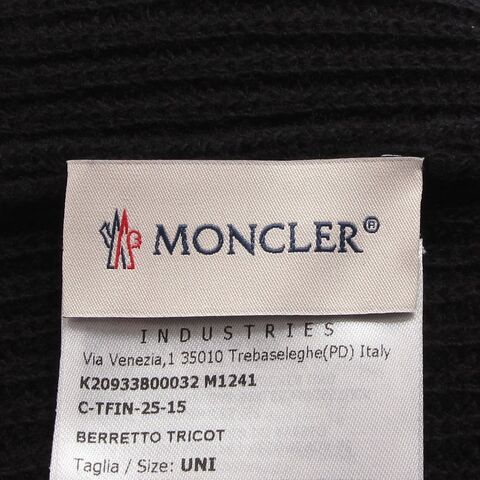 MONCLER®
INDUSTRIES
Via Venezia,1 35010 Trebaseleghe(PD) Italy
K20933B00032 M1241
C-TFIN-25-15
BERRETTO TRICOT
Taglia / Size: UNI